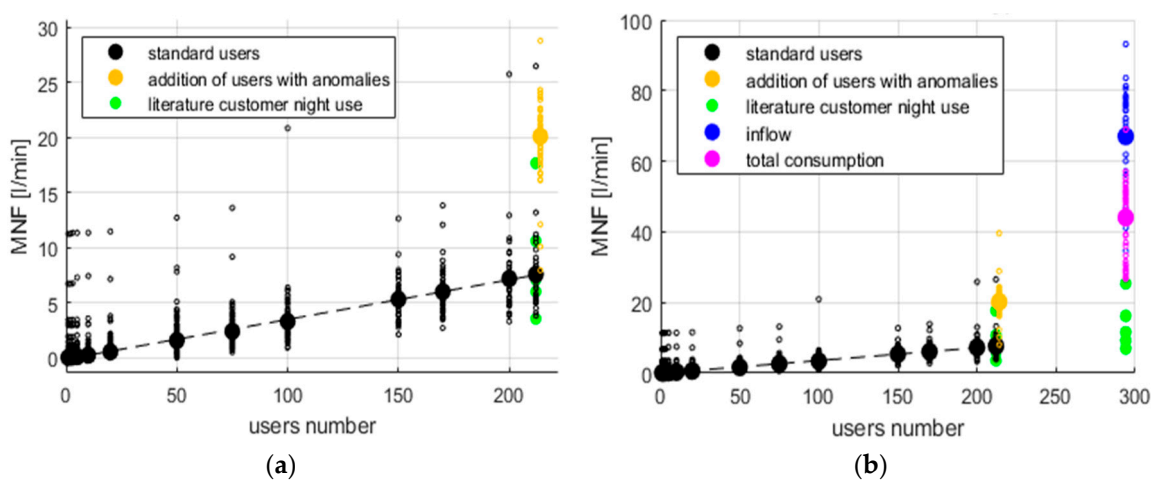 30
25
20
15
10
5
0
MNF [l/min]
standard users
addition of users with anomalies
literature customer night use
0 50 100 150 200
users number
(a)
100
80
60
40
20
0
MNF [l/min]
standard users
addition of users with anomalies
literature customer night use
inflow
total consumption
0 50 100 150 200 250 300
users number
(b)